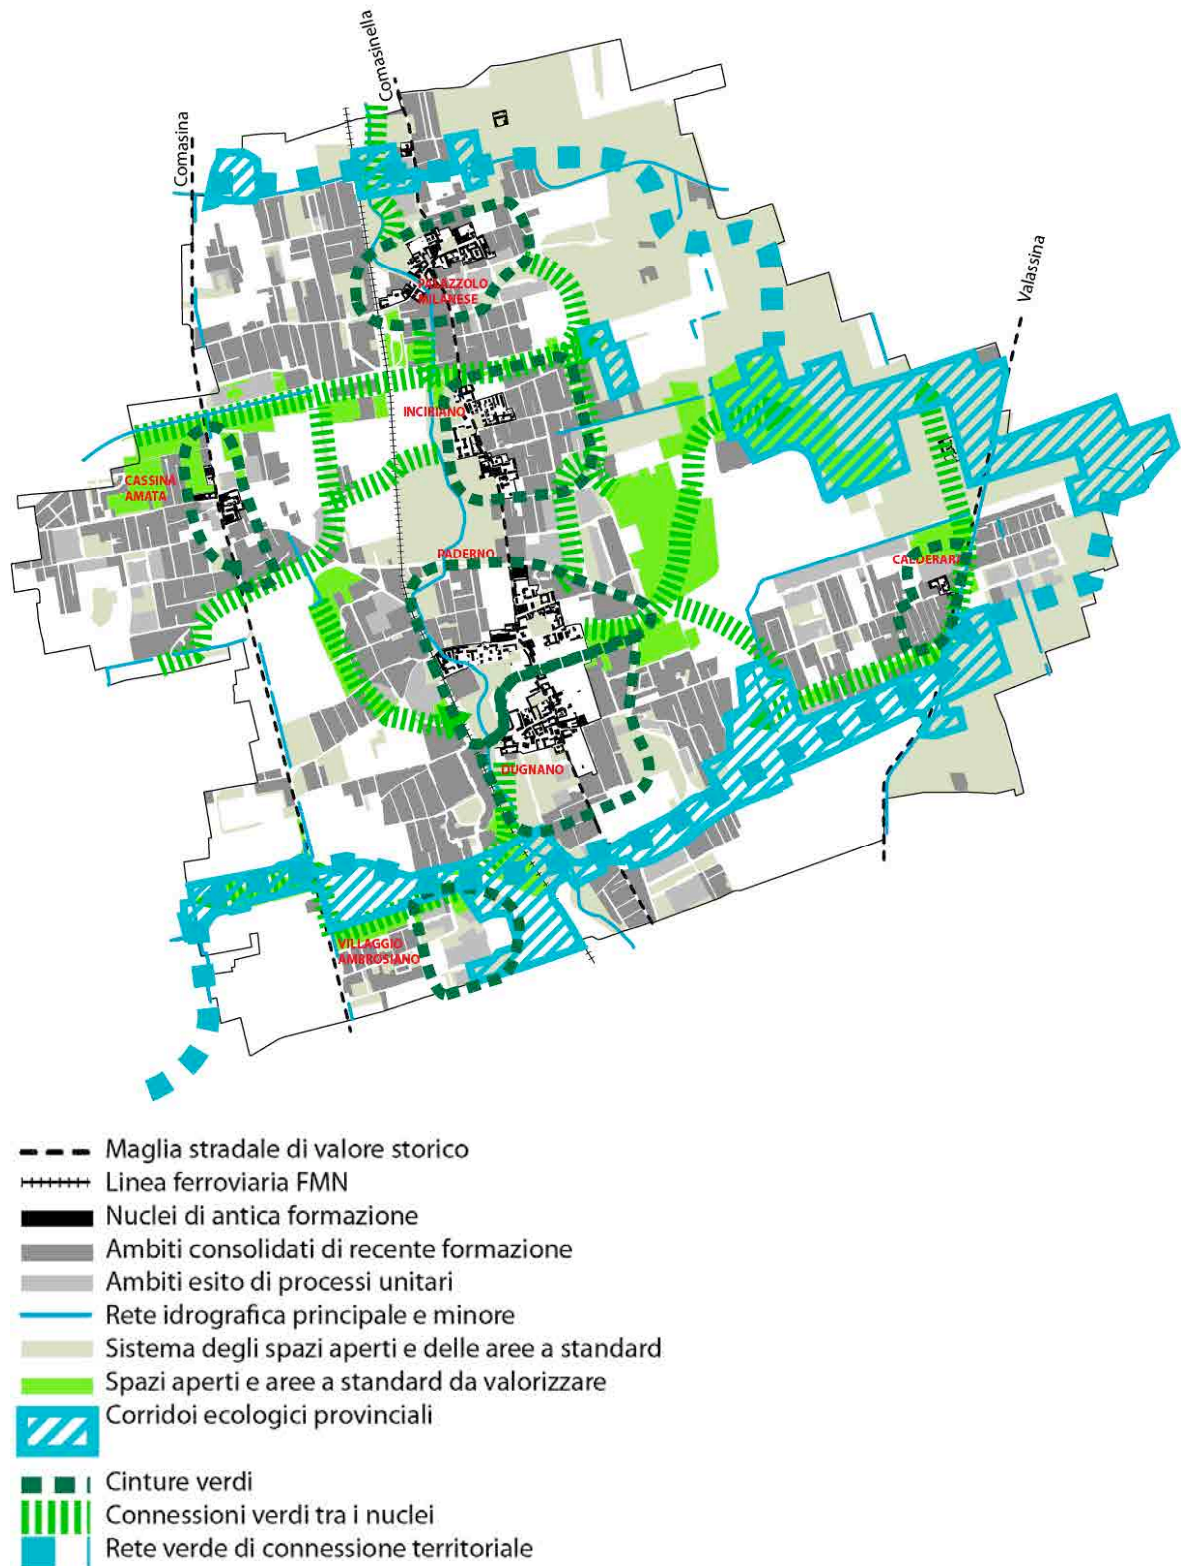 Comasinella
Comasina
Valassina
PALAZZOLO
MILANESE
INCIRIANO
CASSINA
AMATA
PADERNO
CALDERARA
DUGNANO
VILLAGGIO
AMBROSIANO
Maglia stradale di valore storico
Linea ferroviaria FMN
Nuclei di antica formazione
Ambiti consolidati di recente formazione
Ambiti esito di processi unitari
Rete idrografica principale e minore
Sistema degli spazi aperti e delle aree a standard
Spazi aperti e aree a standard da valorizzare
Corridoi ecologici provinciali
Cinture verdi
Connessioni verdi tra i nuclei
Rete verde di connessione territoriale